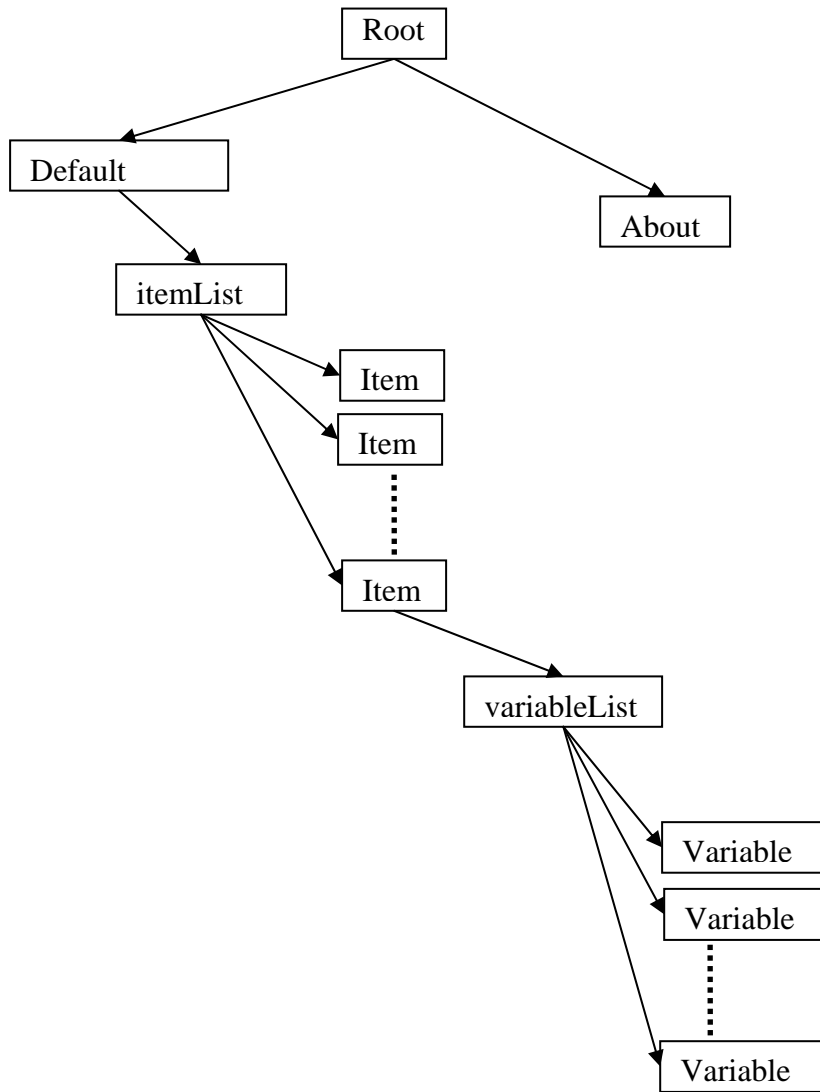 Root
Default
About
itemList
Item
Item
Item
variableList
Variable
Variable
Variable